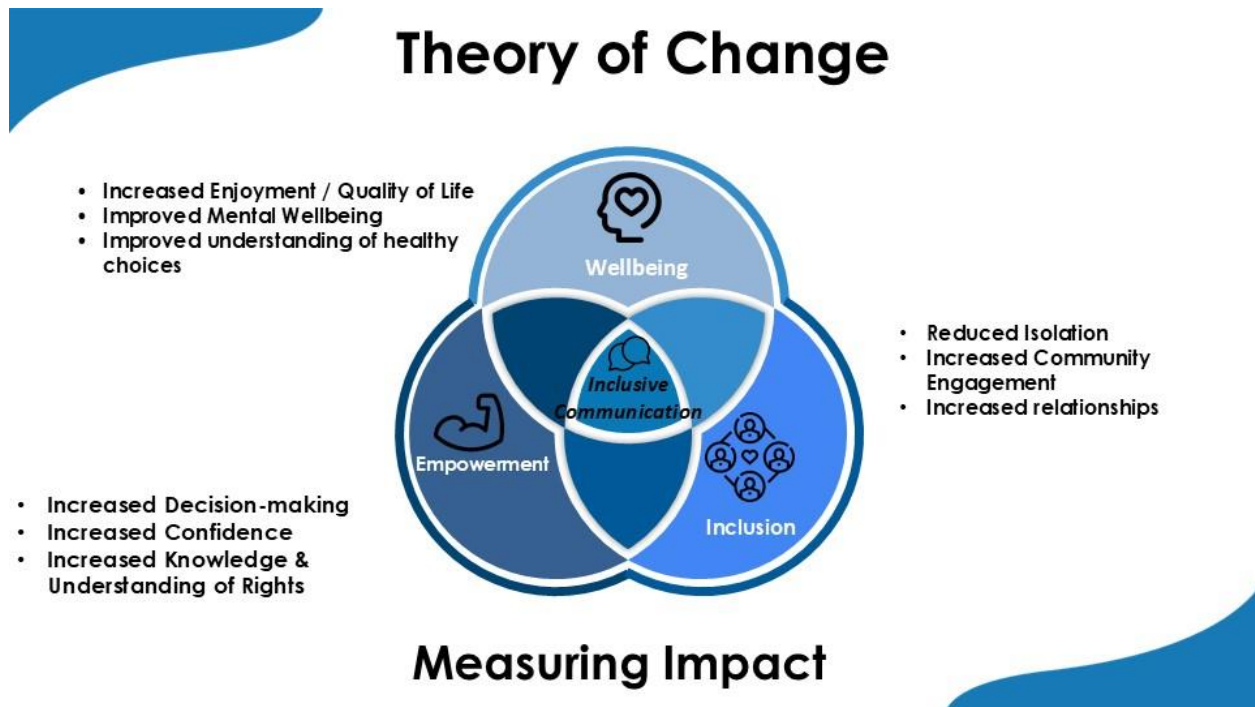 Theory of Change
• Increased Enjoyment / Quality of Life
• Improved Mental Wellbeing
• Improved understanding of healthy
choices
Wellbeing
• Reduced Isolation
• Increased Community
Engagement
• Increased relationships
Inclusive
Communication
Empowerment
Inclusion
• Increased Decision-making
• Increased Confidence
• Increased Knowledge &
Understanding of Rights
Measuring Impact